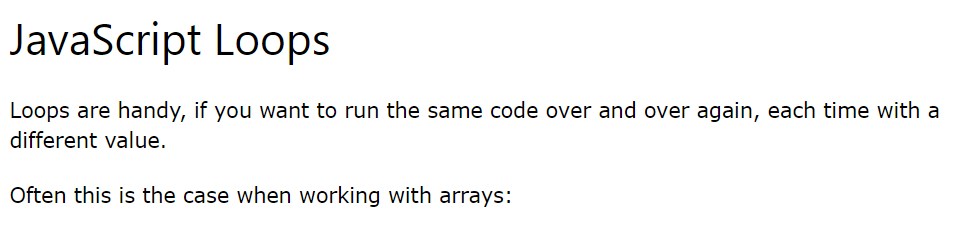 JavaScript Loops
Loops are handy, if you want to run the same code over and over again, each time with a
different value.
Often this is the case when working with arrays: